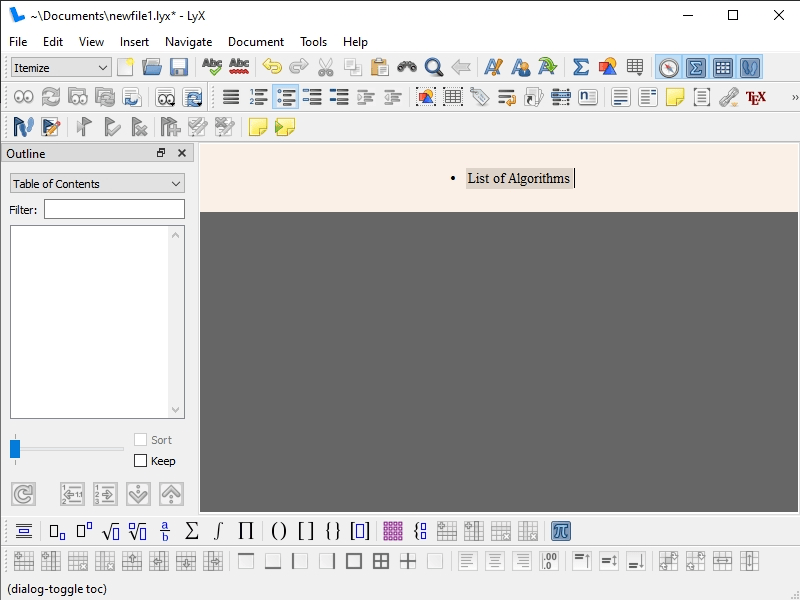 ~\Documents\newfile1.lyx* - LyX
File Edit View Insert Navigate Document Tools Help
Itemize
Outline
Table of Contents
Filter:
• List of Algorithms
Sort
Keep
(dialog-toggle toc)